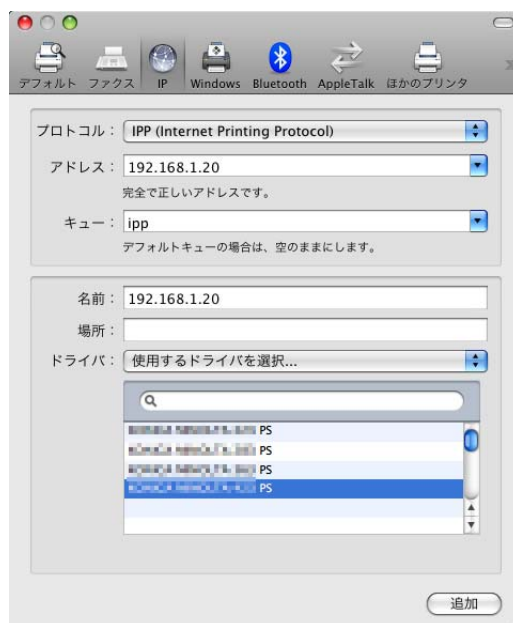 デフォルト ファクス IP Windows Bluetooth AppleTalk ほかのプリンタ
プロトコル： IPP (Internet Printing Protocol)
アドレス： 192.168.1.20
完全で正しいアドレスです。
キュー： ipp
デフォルトキューの場合は、空のままにします。
名前： 192.168.1.20
場所：
ドライバ： 使用するドライバを選択...
PS
PS
PS
PS
追加